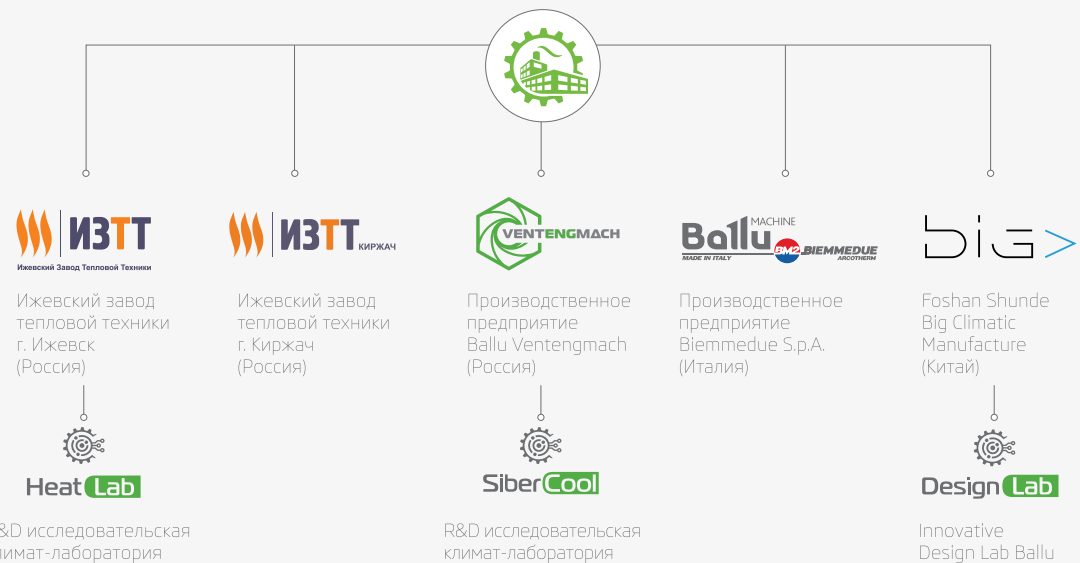 ИЗТТ
Ижевский Завод Тепловой Техники
Ижевский завод
тепловой техники
г. Ижевск
(Россия)
HeatLab
R&D исследовательская
климат-лаборатория
ИЗТТ КИРЖАЧ
Ижевский завод
тепловой техники
г. Киржач
(Россия)
VENTENGMACH
Производственное
предприятие
Ballu Ventengmach
(Россия)
SiberCool
R&D исследовательская
климат-лаборатория
MACHINE
Ballu
BM2 BIEMMEDUE
MADE IN ITALY
ARCOTHERM
Производственное
предприятие
Biemmedue S.p.A.
(Италия)
biG
Foshan Shunde
Big Climatic
Manufacture
(Китай)
Design Lab
Innovative
Design Lab Ballu